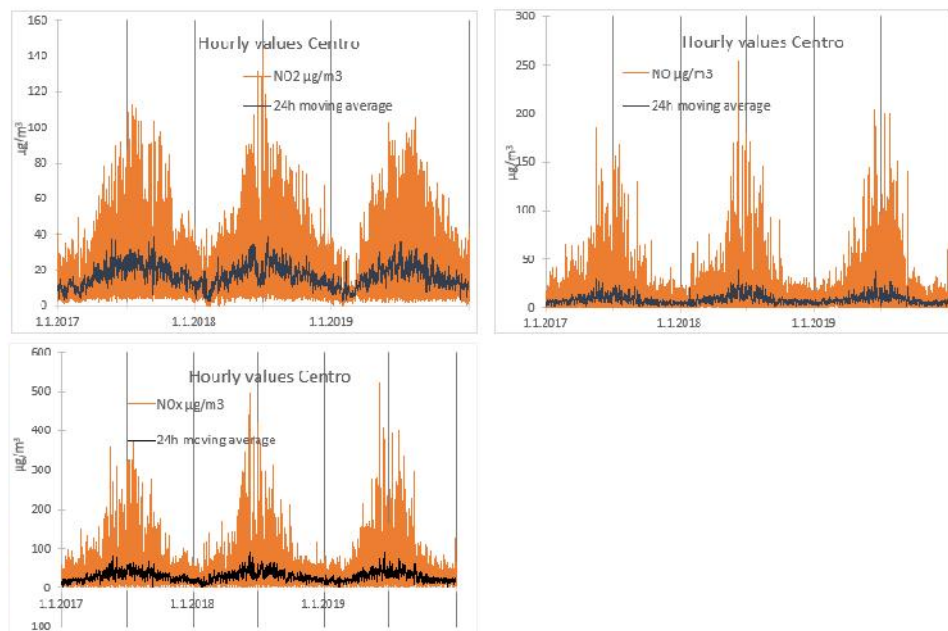 160
140
120
100
80
60
40
20
0
µg/m³
Hourly values Centro
NO2 µg/m3
24h moving average
1.1.2017
1.1.2018
1.1.2019
300
250
200
150
100
50
0
µg/m³
Hourly values Centro
NO µg/m3
24h moving average
1.1.2017
1.1.2018
1.1.2019
600
500
400
300
200
100
0
100
µg/m³
Hourly values Centro
NOx µg/m3
24h moving average
1.1.2017
1.1.2018
1.1.2019